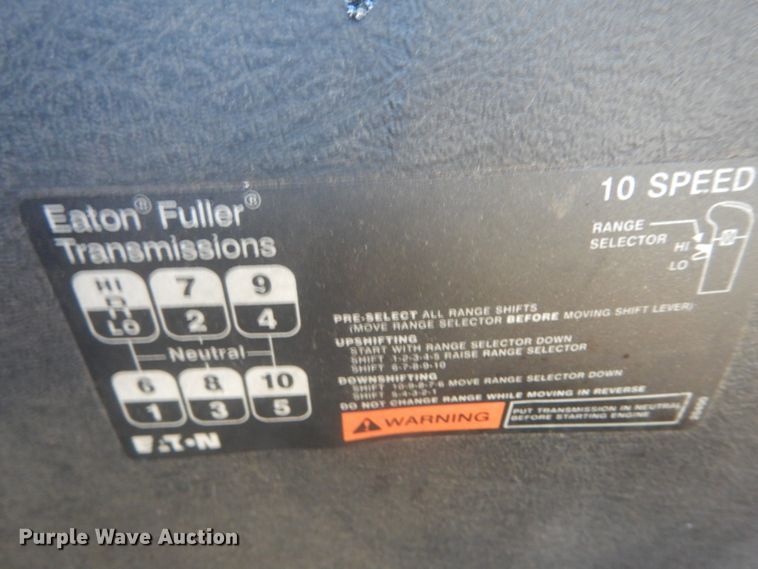 Eaton® Fuller®
Transmissions
10 SPEED
RANGE
SELECTOR
HI
LO
HI
R
LO
7
2
9
4
Neutral
6
1
8
3
10
5
EATON
PRE-SELECT ALL RANGE SHIFTS
(MOVE RANGE SELECTOR BEFORE MOVING SHIFT LEVER)
UPSHIFTING
START WITH RANGE SELECTOR DOWN
SHIFT 1-2-3-4-5 RAISE RANGE SELECTOR
SHIFT 6-7-8-9-10
DOWNSHIFTING
SHIFT 10-9-8-7-6 MOVE RANGE SELECTOR DOWN
SHIFT 5-4-3-2-1
DO NOT CHANGE RANGE WHILE MOVING IN REVERSE
WARNING
PUT TRANSMISSION IN NEUTRAL
BEFORE STARTING ENGINE
Purple Wave Auction